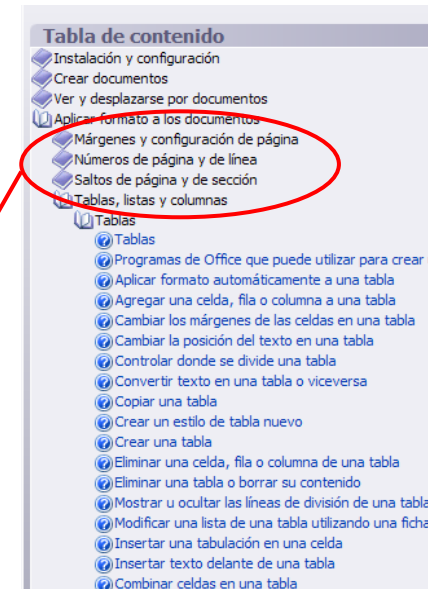 Tabla de contenido
Instalación y configuración
Crear documentos
Ver y desplazarse por documentos
Aplicar formato a los documentos
Márgenes y configuración de página
Números de página y de línea
Saltos de página y de sección
Tablas, listas y columnas
Tablas
Tablas
Programas de Office que puede utilizar para crear
Aplicar formato automáticamente a una tabla
Agregar una celda, fila o columna a una tabla
Cambiar los márgenes de las celdas en una tabla
Cambiar la posición del texto en una tabla
Controlar donde se divide una tabla
Convertir texto en una tabla o viceversa
Copiar una tabla
Crear un estilo de tabla nuevo
Crear una tabla
Eliminar una celda, fila o columna de una tabla
Eliminar una tabla o borrar su contenido
Mostrar u ocultar las líneas de división de una tabla
Modificar una lista de una tabla utilizando una ficha
Insertar una tabulación en una celda
Insertar texto delante de una tabla
Combinar celdas en una tabla